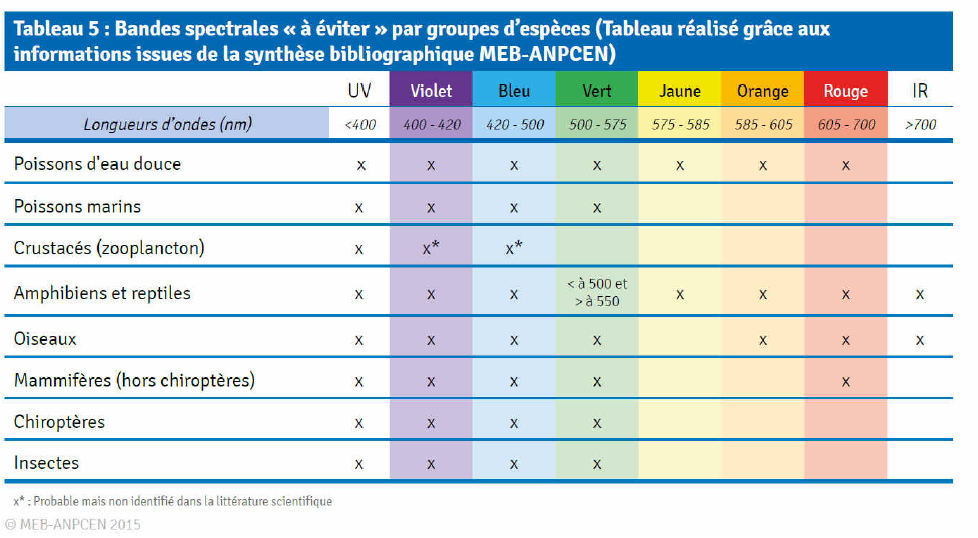 Tableau 5 : Bandes spectrales « à éviter » par groupes d’espèces (Tableau réalisé grâce aux
informations issues de la synthèse bibliographique MEB-ANPCEN)
UV Violet Bleu Vert Jaune Orange Rouge IR
Longueurs d’ondes (nm) <400 400 - 420 420 - 500 500 - 575 575 - 585 585 - 605 605 - 700 >700
Poissons d'eau douce x x x x x x x
Poissons marins x x x x
Crustacés (zooplancton) x x* x*
Amphibiens et reptiles x x x < à 500 et > à 550 x x x x
Oiseaux x x x x x x x
Mammifères (hors chiroptères) x x x x x
Chiroptères x x x x
Insectes x x x x
x* : Probable mais non identifié dans la littérature scientifique
© MEB-ANPCEN 2015